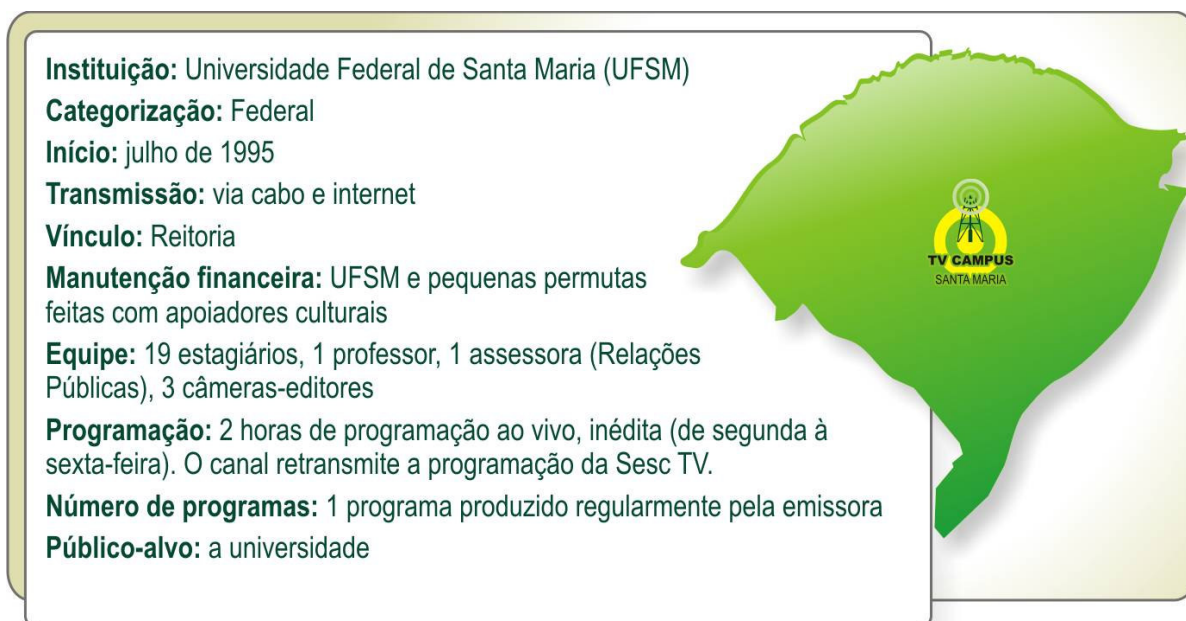 Instituição: Universidade Federal de Santa Maria (UFSM)
Categorização: Federal
Início: julho de 1995
Transmissão: via cabo e internet
Vínculo: Reitoria
Manutenção financeira: UFSM e pequenas permutas
feitas com apoiadores culturais
Equipe: 19 estagiários, 1 professor, 1 assessora (Relações
Públicas), 3 câmeras-editores
Programação: 2 horas de programação ao vivo, inédita (de segunda à
sexta-feira). O canal retransmite a programação da Sesc TV.
Número de programas: 1 programa produzido regularmente pela emissora
Público-alvo: a universidade
TV CAMPUS
SANTA MARIA